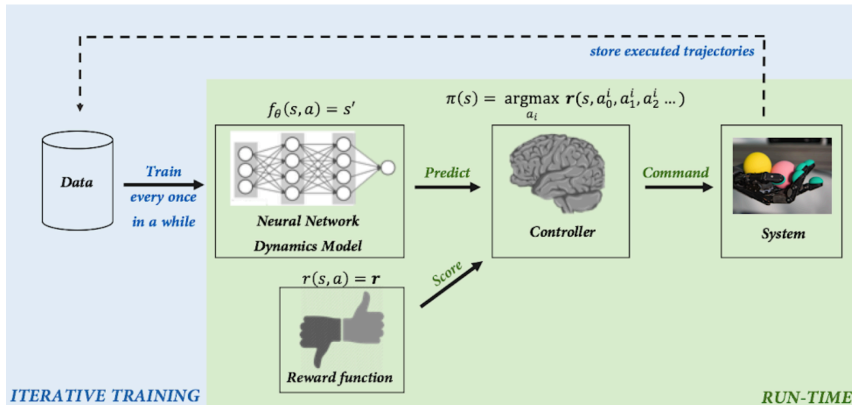 store executed trajectories
f_θ(s, a) = s′
π(s) = argmax r(s, a_0^i, a_1^i, a_2^i …)
a_i
Data
Train
every once
in a while
Neural Network
Dynamics Model
Predict
Controller
Command
System
r(s, a) = r
Score
Reward function
ITERATIVE TRAINING
RUN-TIME